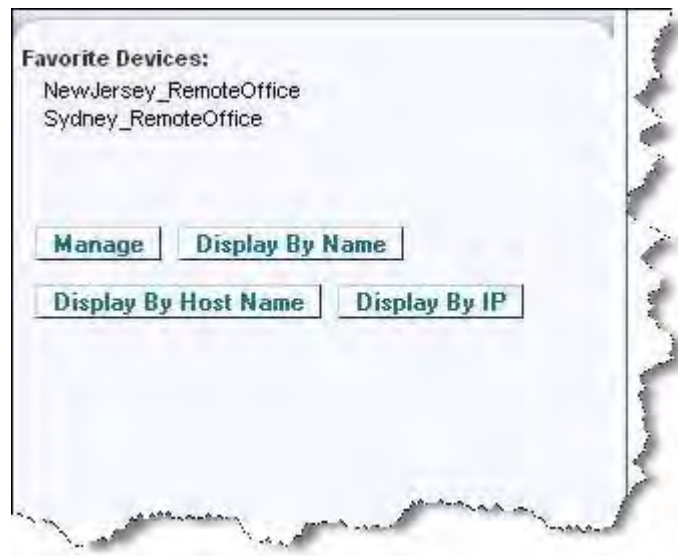 Favorite Devices:
NewJersey_RemoteOffice
Sydney_RemoteOffice
Manage Display By Name
Display By Host Name Display By IP